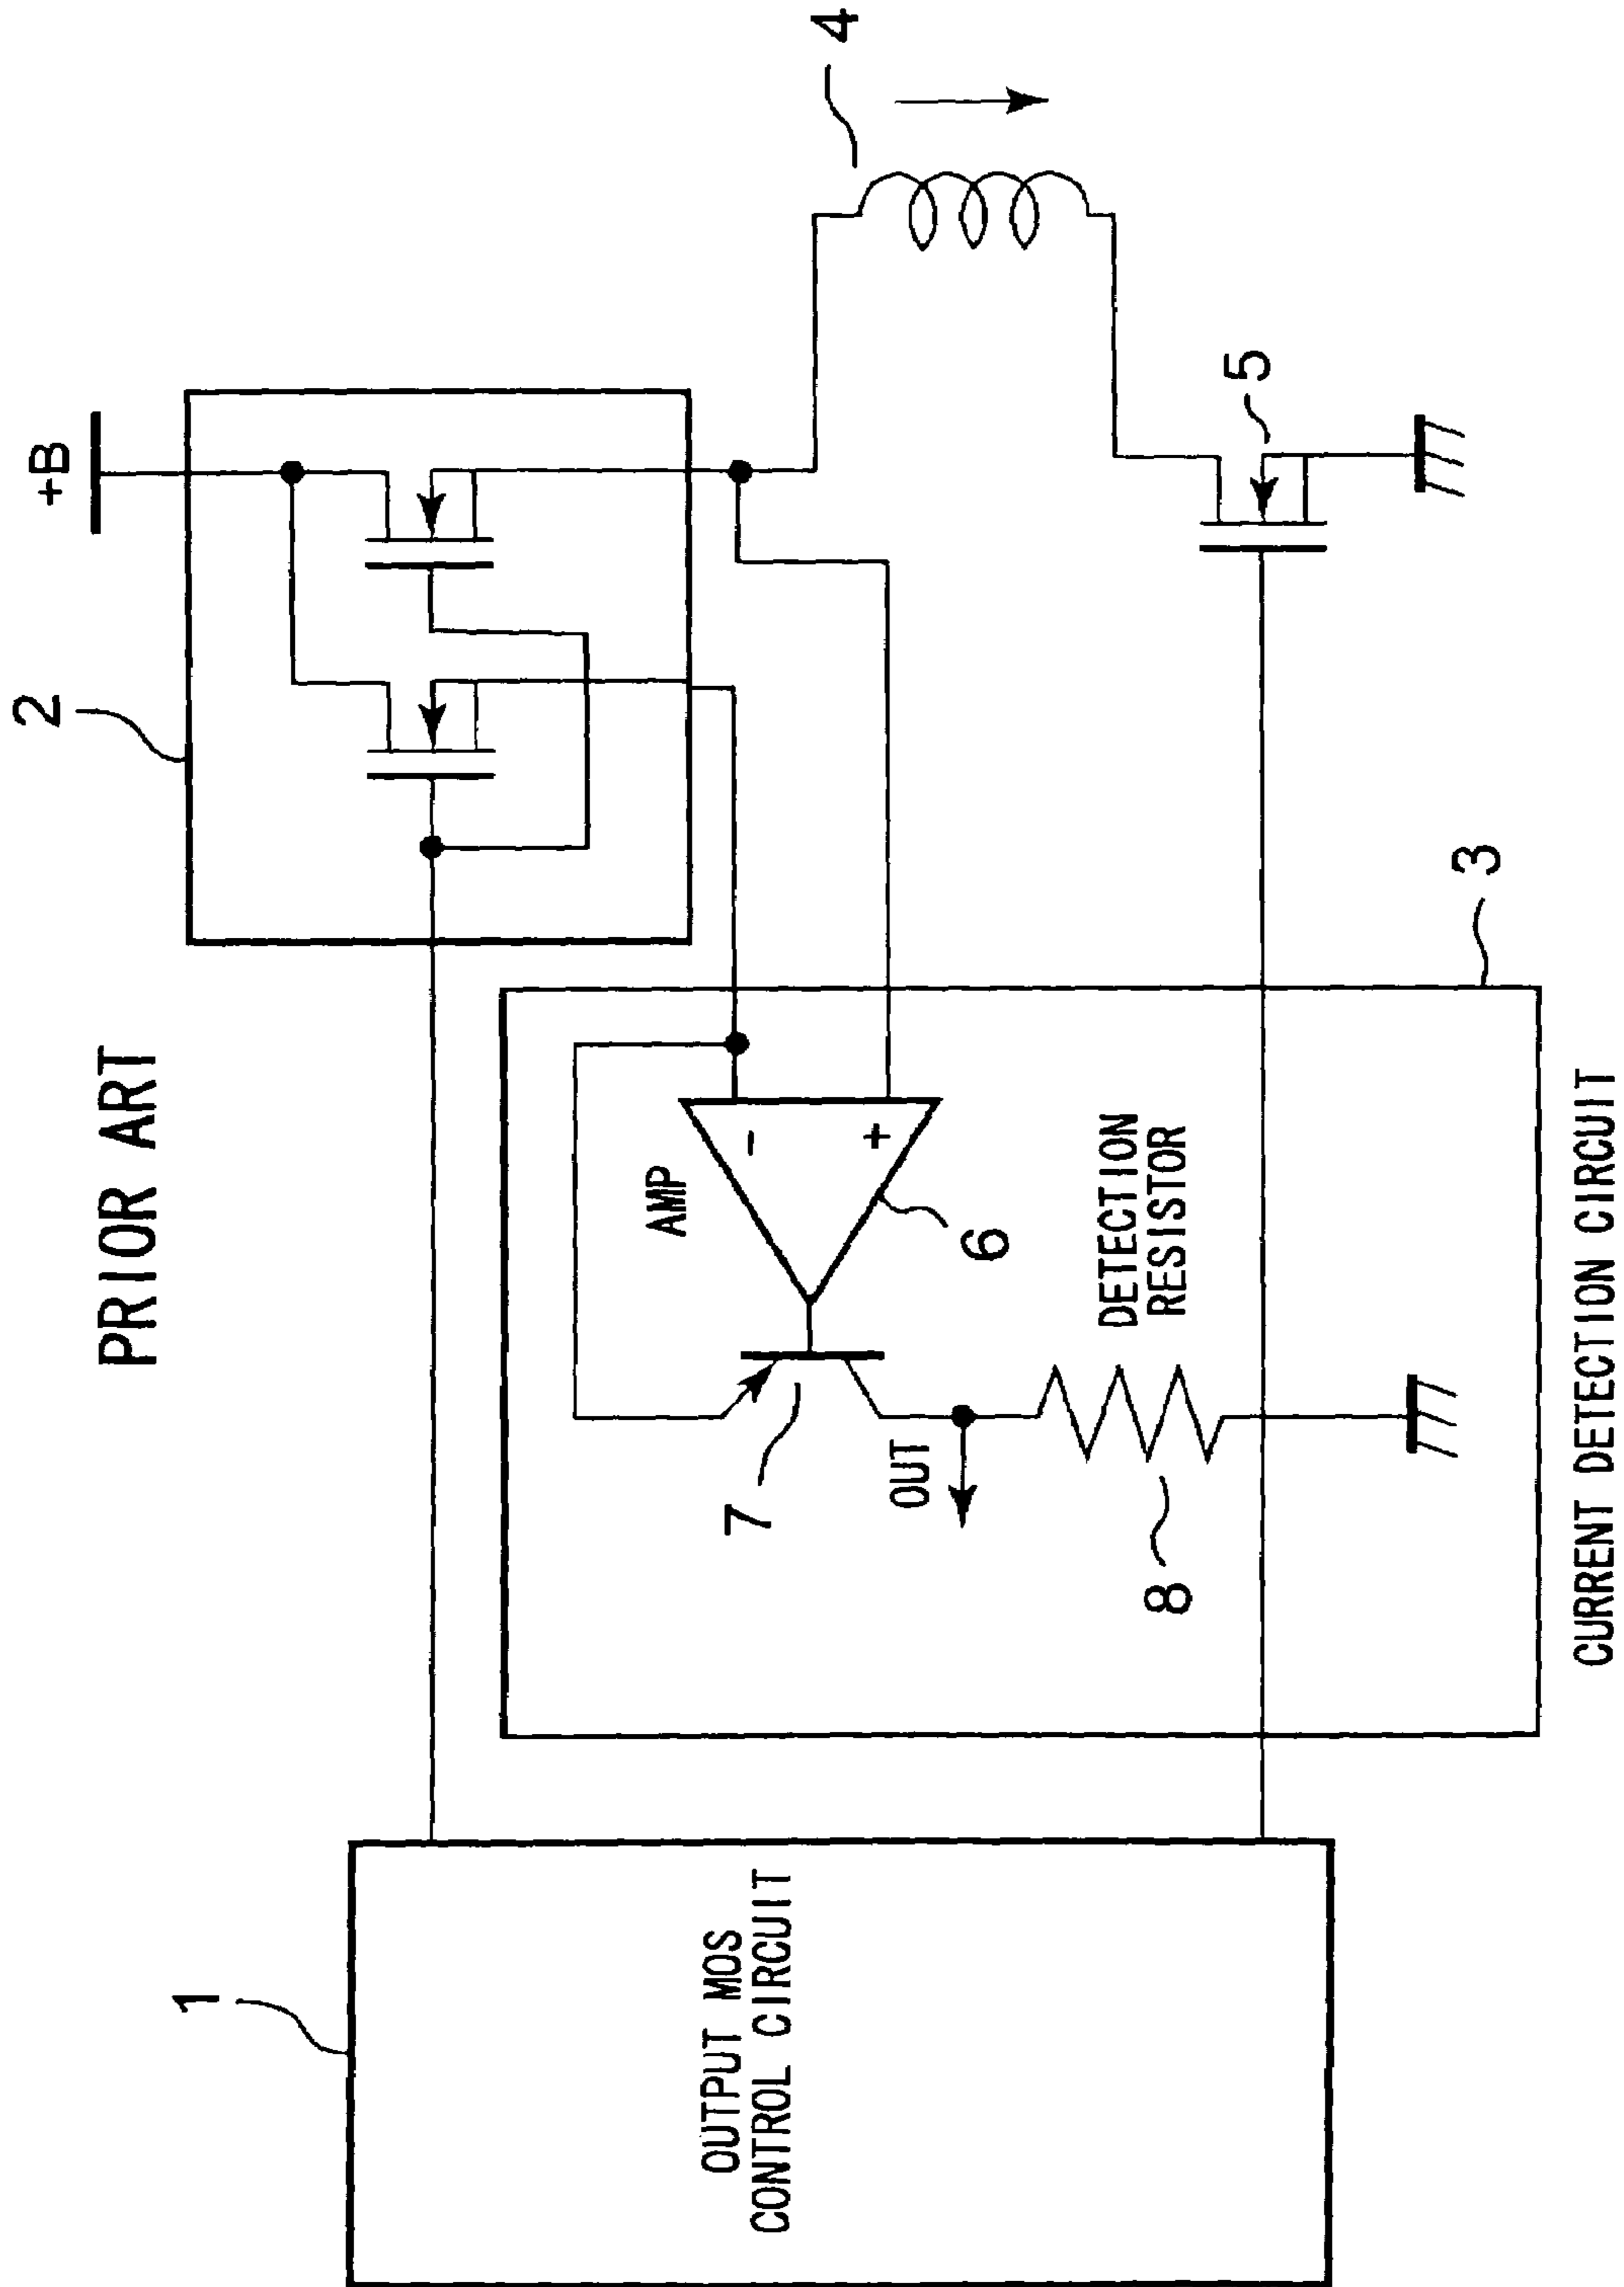 PRIOR ART
+B
2
4
1
OUTPUT MOS
CONTROL CIRCUIT
AMP
-
+
6
7
OUT
DETECTION
RESISTOR
8
5
3
CURRENT DETECTION CIRCUIT